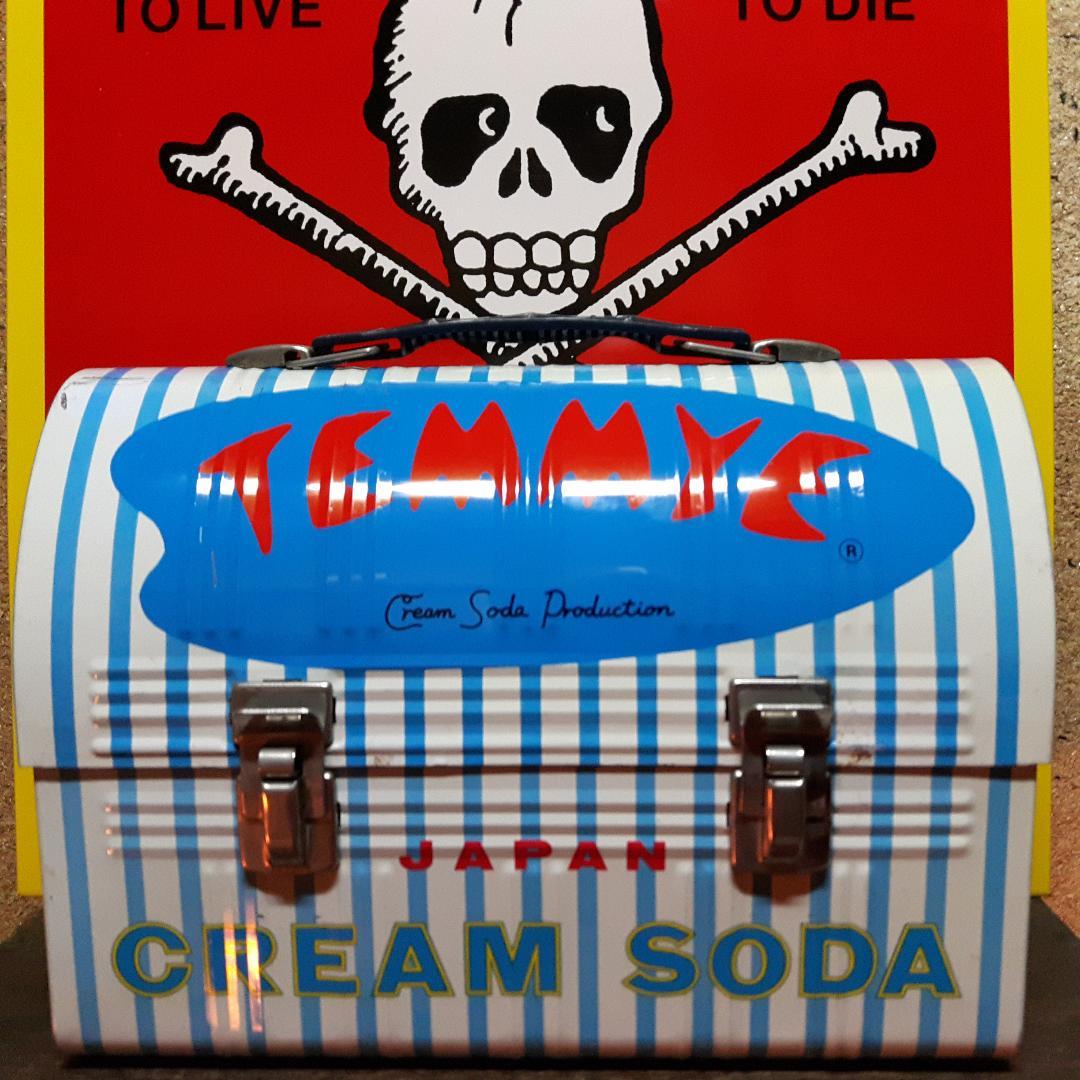 TO LIVE TO DIE
TEMMYE
®
Cream Soda Production
JAPAN
CREAM SODA